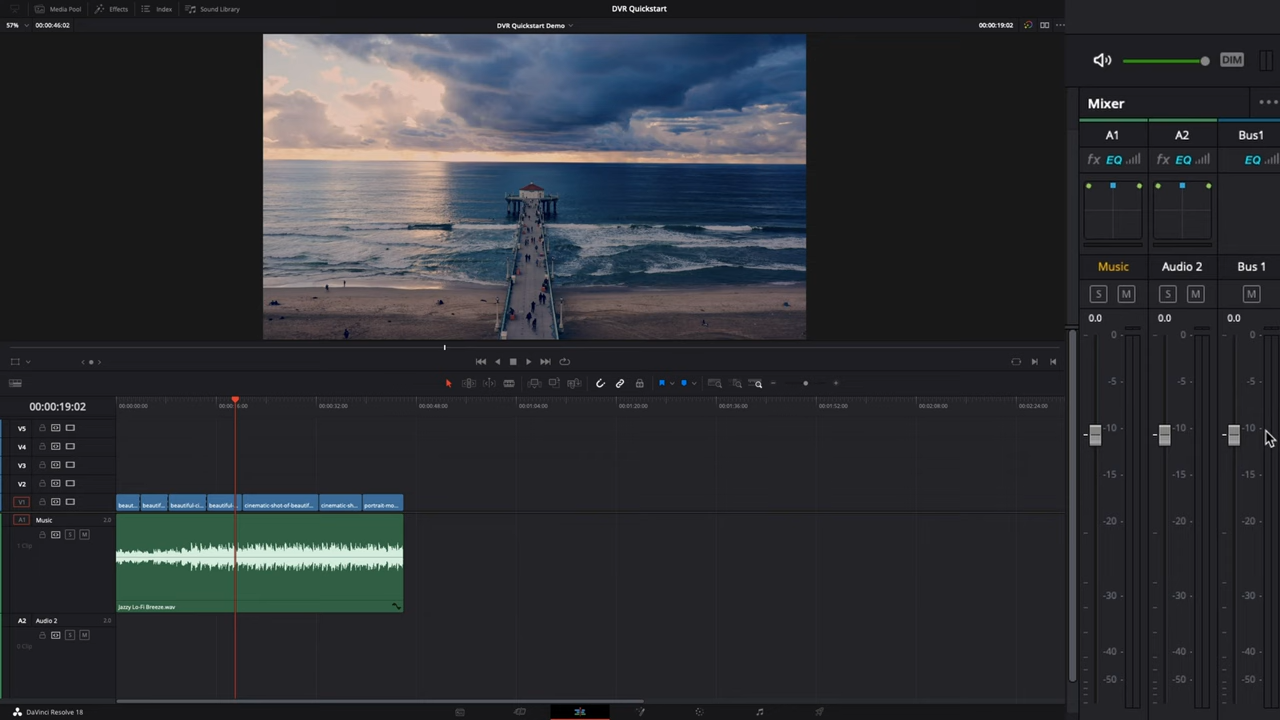 Media Pool Effects Index Sound Library
DVR Quickstart
57% 00:00:46:02 DVR Quickstart Demo 00:00:19:02
DIM
Mixer
A1 A2 Bus1
fx EQ fx EQ EQ
Music Audio 2 Bus 1
S M S M M
0.0 0.0 0.0
0 0 0
-5 -5 -5
-10 -10 -10
-15 -15 -15
-20 -20 -20
-30 -30 -30
-40 -40 -40
-50 -50 -50
00:00:19:02
00:00:00:00 00:00:32:00 00:00:48:00 00:01:04:00 00:01:20:00 00:01:36:00 00:01:52:00 00:02:08:00 00:02:24:00
V5
V4
V3
V2
V1 beaut... beautif... beautiful-ci... beautiful-... cinematic-shot-of-beautif... cinematic-sh... portrait-mo...
A1 Music 2.0
S M
1 Clip
Jazzy Lo-Fi Breeze.wav
A2 Audio 2 2.0
S M
0 Clip
DaVinci Resolve 18